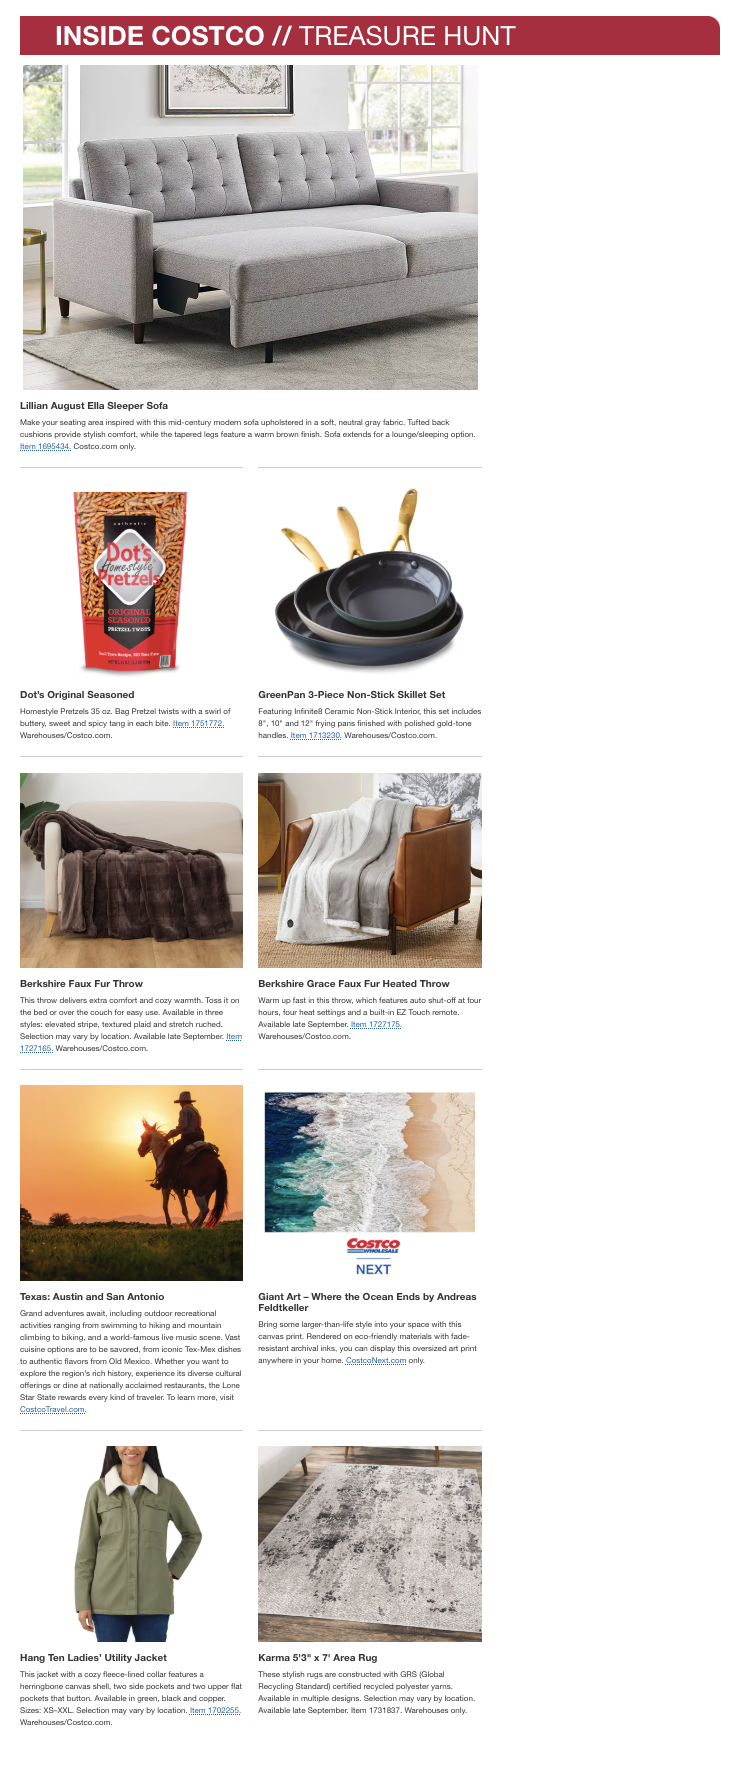 INSIDE COSTCO // TREASURE HUNT
Lillian August Ella Sleeper Sofa
Make your seating area inspired with this mid-century modern sofa upholstered in a soft, neutral gray fabric. Tufted back
cushions provide stylish comfort, while the tapered legs feature a warm brown finish. Sofa extends for a lounge/sleeping option.
Item 1695434. Costco.com only.
authentic
Dot's
Homestyle
Pretzels
ORIGINAL
SEASONED
PRETZEL TWISTS
Dot's Original Seasoned
Homestyle Pretzels 35 oz. Bag Pretzel twists with a swirl of
buttery, sweet and spicy tang in each bite. Item 1751772.
Warehouses/Costco.com.
GreenPan 3-Piece Non-Stick Skillet Set
Featuring Infinite8 Ceramic Non-Stick Interior, this set includes
8", 10" and 12" frying pans finished with polished gold-tone
handles. Item 1713230. Warehouses/Costco.com.
Berkshire Faux Fur Throw
This throw delivers extra comfort and cozy warmth. Toss it on
the bed or over the couch for easy use. Available in three
styles: elevated stripe, textured plaid and stretch ruched.
Selection may vary by location. Available late September. Item
1727165. Warehouses/Costco.com.
Berkshire Grace Faux Fur Heated Throw
Warm up fast in this throw, which features auto shut-off at four
hours, four heat settings and a built-in EZ Touch remote.
Available late September. Item 1727175.
Warehouses/Costco.com.
Texas: Austin and San Antonio
Grand adventures await, including outdoor recreational
activities ranging from swimming to hiking and mountain
climbing to biking, and a world-famous live music scene. Vast
cuisine options are to be savored, from iconic Tex-Mex dishes
to authentic flavors from Old Mexico. Whether you want to
explore the region's rich history, experience its diverse cultural
offerings or dine at nationally acclaimed restaurants, the Lone
Star State rewards every kind of traveler. To learn more, visit
CostcoTravel.com.
COSTCO
WHOLESALE
NEXT
Giant Art – Where the Ocean Ends by Andreas
Feldtkeller
Bring some larger-than-life style into your space with this
canvas print. Rendered on eco-friendly materials with fade-
resistant archival inks, you can display this oversized art print
anywhere in your home. CostcoNext.com only.
Hang Ten Ladies' Utility Jacket
This jacket with a cozy fleece-lined collar features a
herringbone canvas shell, two side pockets and two upper flat
pockets that button. Available in green, black and copper.
Sizes: XS–XXL. Selection may vary by location. Item 1702255.
Warehouses/Costco.com.
Karma 5'3" x 7' Area Rug
These stylish rugs are constructed with GRS (Global
Recycling Standard) certified recycled polyester yarns.
Available in multiple designs. Selection may vary by location.
Available late September. Item 1731837. Warehouses only.